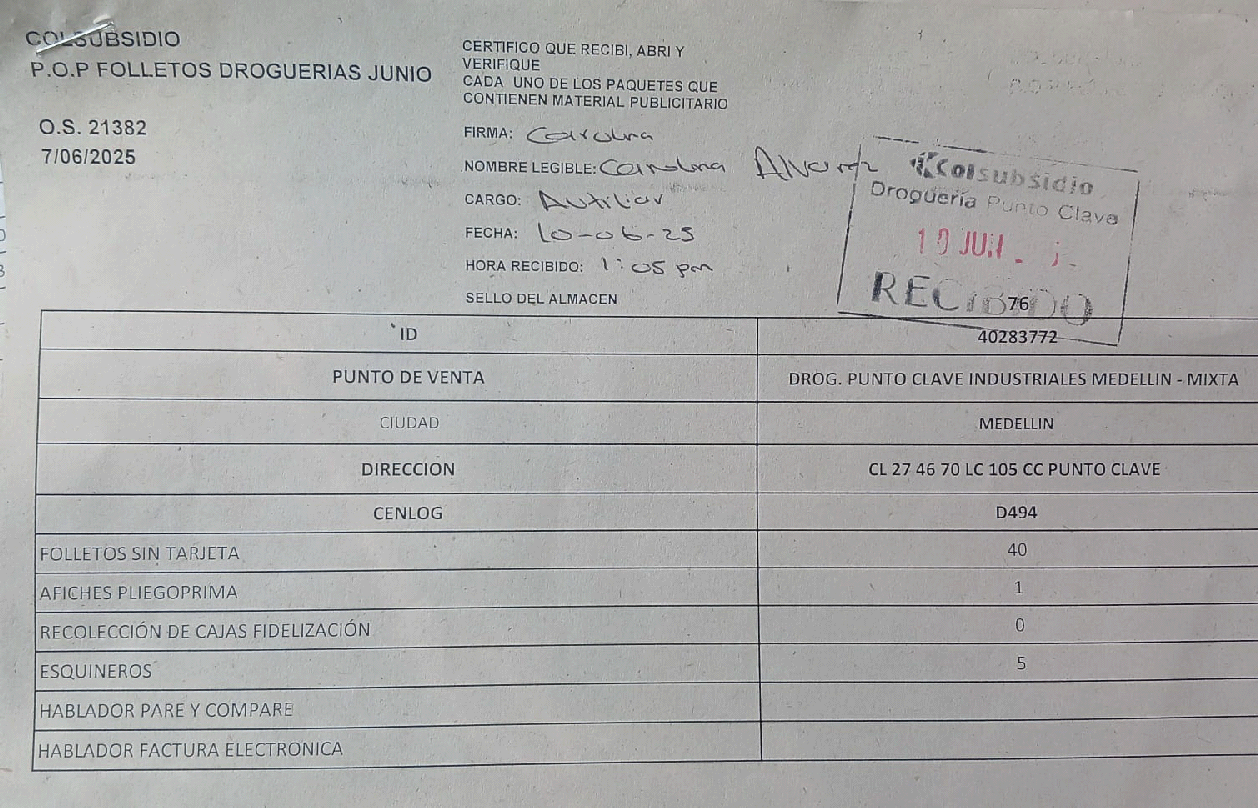 COLSUBSIDIO
P.O.P FOLLETOS DROGUERIAS JUNIO
O.S. 21382
7/06/2025
CERTIFICO QUE RECIBI, ABRI Y
VERIFIQUE
CADA UNO DE LOS PAQUETES QUE
CONTIENEN MATERIAL PUBLICITARIO
FIRMA: Carolina
NOMBRE LEGIBLE: Carolina
CARGO: Auxiliar
FECHA: 10-06-25
HORA RECIBIDO: 1:05 pm
SELLO DEL ALMACEN
Colsubsidio
Droguería Punto Clave
JUN
RECIBIDO
76
ID 40283772
PUNTO DE VENTA DROG. PUNTO CLAVE INDUSTRIALES MEDELLIN - MIXTA
CIUDAD MEDELLIN
DIRECCION CL 27 46 70 LC 105 CC PUNTO CLAVE
CENLOG D494
FOLLETOS SIN TARJETA 40
AFICHES PLIEGOPRIMA 1
RECOLECCIÓN DE CAJAS FIDELIZACIÓN 0
ESQUINEROS 5
HABLADOR PARE Y COMPARE
HABLADOR FACTURA ELECTRONICA